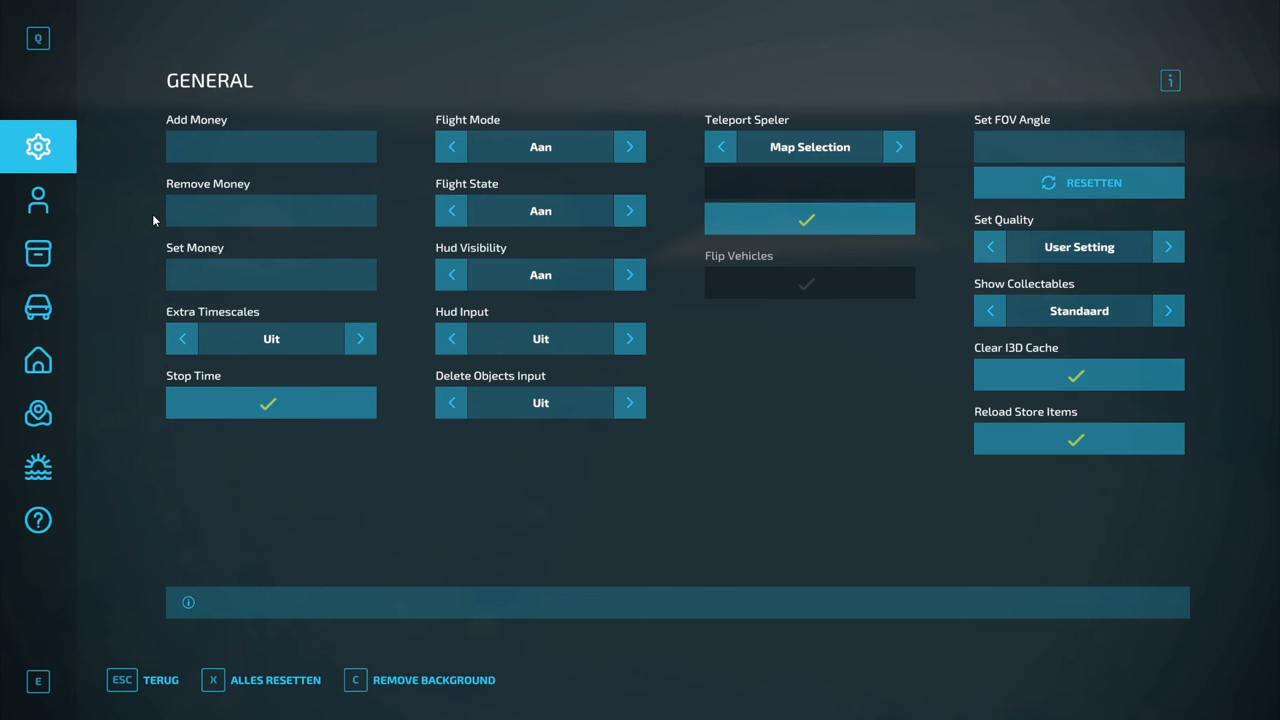 Q
GENERAL
i
Add Money
Remove Money
Set Money
Extra Timescales
Uit
Stop Time
Flight Mode
Aan
Flight State
Aan
Hud Visibility
Aan
Hud Input
Uit
Delete Objects Input
Uit
Teleport Speler
Map Selection
Flip Vehicles
Set FOV Angle
RESETTEN
Set Quality
User Setting
Show Collectables
Standaard
Clear I3D Cache
Reload Store Items
E
ESC TERUG X ALLES RESETTEN C REMOVE BACKGROUND